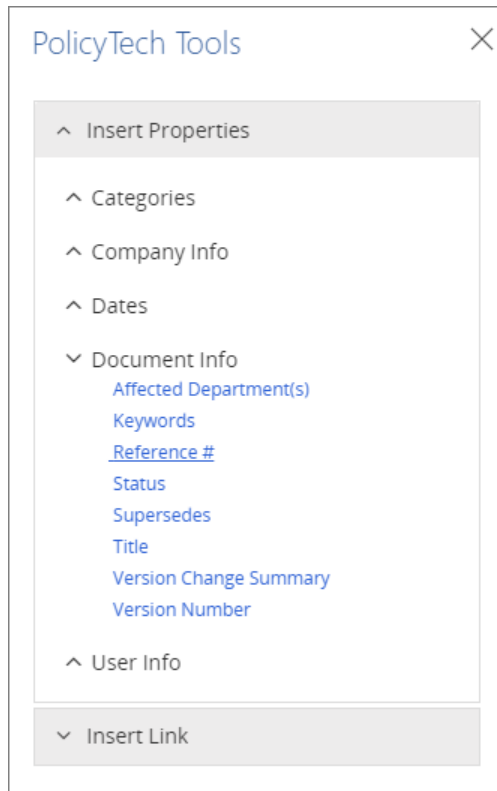 PolicyTech Tools
Insert Properties
Categories
Company Info
Dates
Document Info
Affected Department(s)
Keywords
Reference #
Status
Supersedes
Title
Version Change Summary
Version Number
User Info
Insert Link